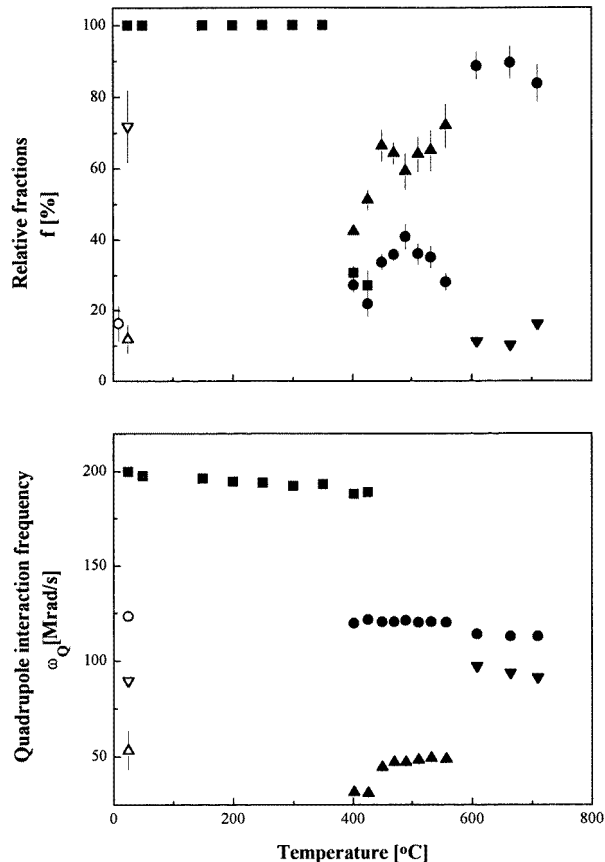 100
80
60
40
20
0
Relative fractions
f [%]
200
150
100
50
Quadrupole interaction frequency
ω_Q [Mrad/s]
0 200 400 600 800
Temperature [°C]